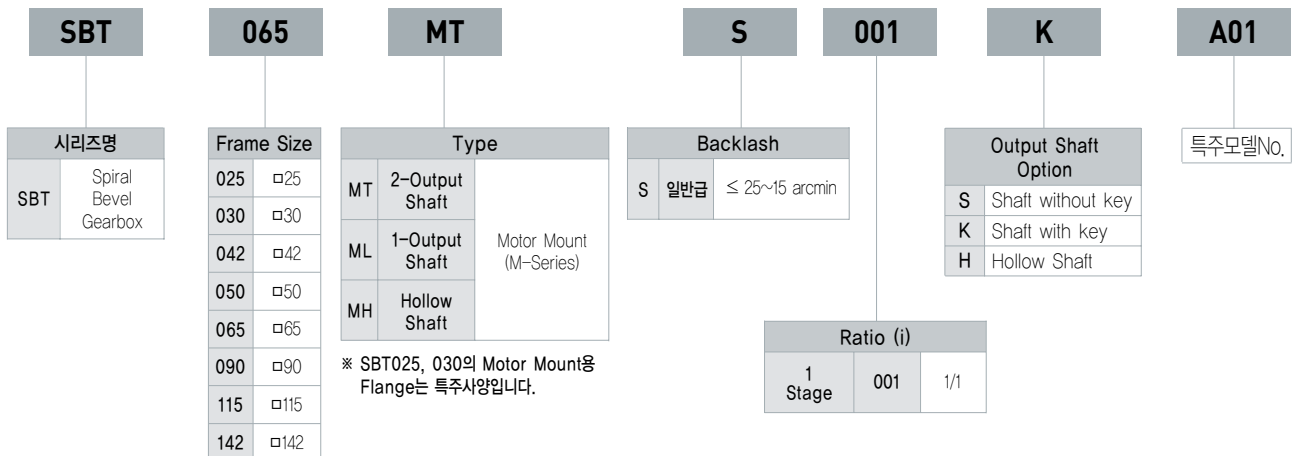 SBT 065 MT S 001 K A01
시리즈명
SBT
Spiral
Bevel
Gearbox
Frame Size
025 □25
030 □30
042 □42
050 □50
065 □65
090 □90
115 □115
142 □142
Type
MT 2-Output
Shaft
ML 1-Output
Shaft
MH Hollow
Shaft
Motor Mount
(M-Series)
※ SBT025, 030의 Motor Mount용
Flange는 특주사양입니다.
Backlash
S 일반급 ≤ 25~15 arcmin
Ratio (i)
1
Stage
001 1/1
Output Shaft
Option
S Shaft without key
K Shaft with key
H Hollow Shaft
특주모델No.